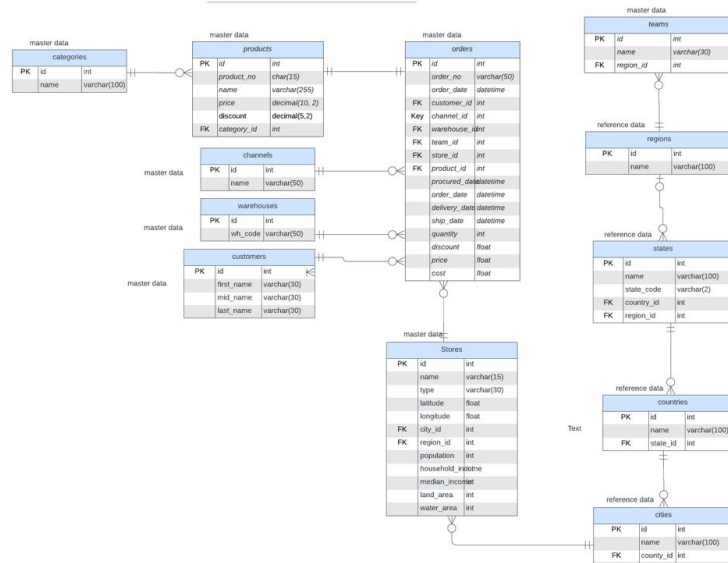 master data
categories
PK id int
name varchar(100)
master data
products
PK id int
product_no char(15)
name varchar(255)
price decimal(10, 2)
discount decimal(5,2)
FK category_id int
master data
orders
PK id int
order_no varchar(50)
order_date datetime
FK customer_id int
Key channel_id int
FK warehouse_id int
FK team_id int
FK store_id int
FK product_id int
procured_date datetime
order_date datetime
delivery_date datetime
ship_date datetime
quantity int
discount float
price float
cost float
master data
channels
PK id int
name varchar(50)
master data
warehouses
PK id int
wh_code varchar(50)
master data
customers
PK id int
first_name varchar(30)
mid_name varchar(30)
last_name varchar(30)
master data
Stores
PK id int
name varchar(15)
type varchar(30)
latitude float
longitude float
FK city_id int
FK region_id int
population int
household_income
median_income int
land_area int
water_area int
master data
teams
PK id int
name varchar(30)
FK region_id int
reference data
regions
PK id int
name varchar(100)
reference data
states
PK id int
name varchar(100)
state_code varchar(2)
FK country_id int
FK region_id int
reference data
countries
PK id int
name varchar(100)
FK state_id int
Text
reference data
cities
PK id int
name varchar(100)
FK county_id int